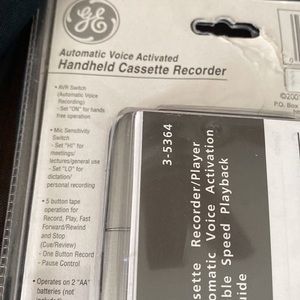 GE
Automatic Voice Activated
Handheld Cassette Recorder
• AVR Switch
(Automatic Voice
Recording)
- Set "ON" for hands
free operation
• Mic Sensitivity
Switch
- Set "HI" for
meetings/
lectures/general use
- Set "LO" for
dictation/
personal recording
• 5 button tape
operation for
Record, Play, Fast
Forward/Rewind
and Stop
(Cue/Review)
- One Button Record
- Pause Control
• Operates on 2 "AA"
batteries (not
P.O. Box
3-5364
sette Recorder/Player
omatic Voice Activation
ble Speed Playback
uide